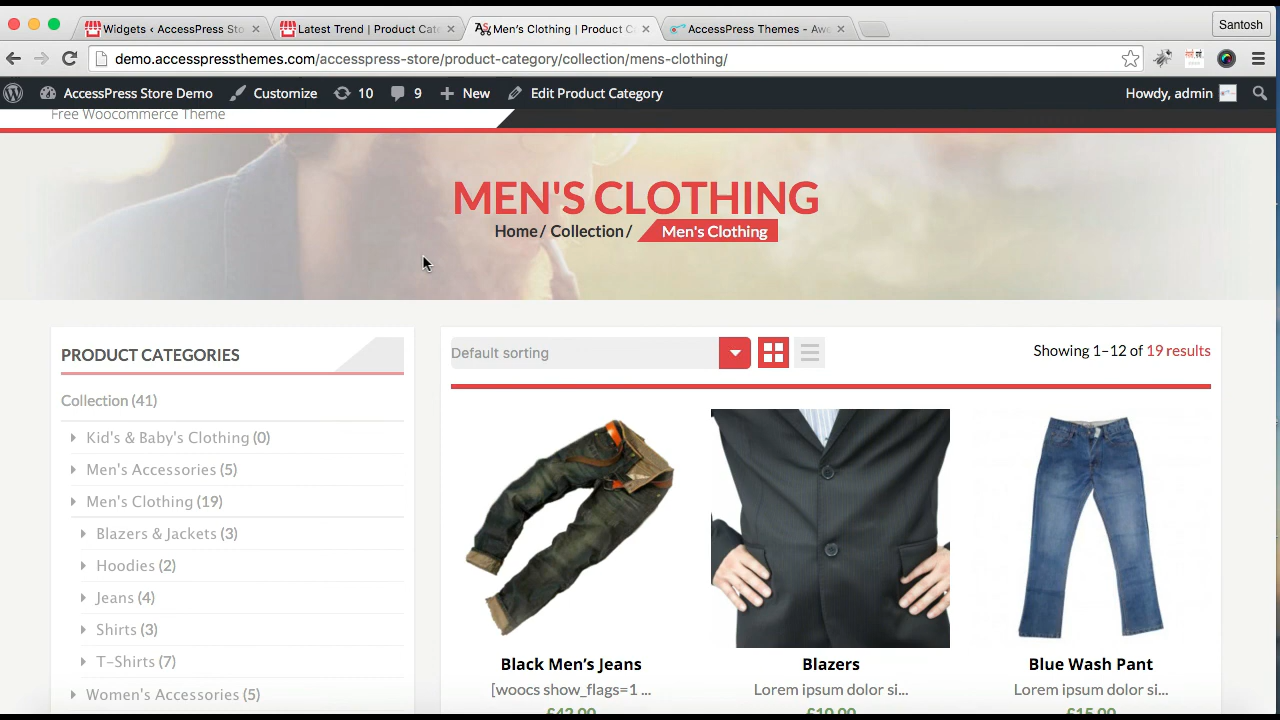 Widgets ‹ AccessPress Sto
Latest Trend | Product Cate
Men's Clothing | Product C
AccessPress Themes - Aw
Santosh
demo.accesspressthemes.com/accesspress-store/product-category/collection/mens-clothing/
AccessPress Store Demo
Customize
10
9
New
Edit Product Category
Howdy, admin
Free Woocommerce Theme
MEN'S CLOTHING
Home / Collection / Men's Clothing
PRODUCT CATEGORIES
Collection (41)
Kid's & Baby's Clothing (0)
Men's Accessories (5)
Men's Clothing (19)
Blazers & Jackets (3)
Hoodies (2)
Jeans (4)
Shirts (3)
T-Shirts (7)
Women's Accessories (5)
Default sorting
Showing 1–12 of 19 results
Black Men's Jeans
[woocs show_flags=1 ...
Blazers
Lorem ipsum dolor si...
Blue Wash Pant
Lorem ipsum dolor si...